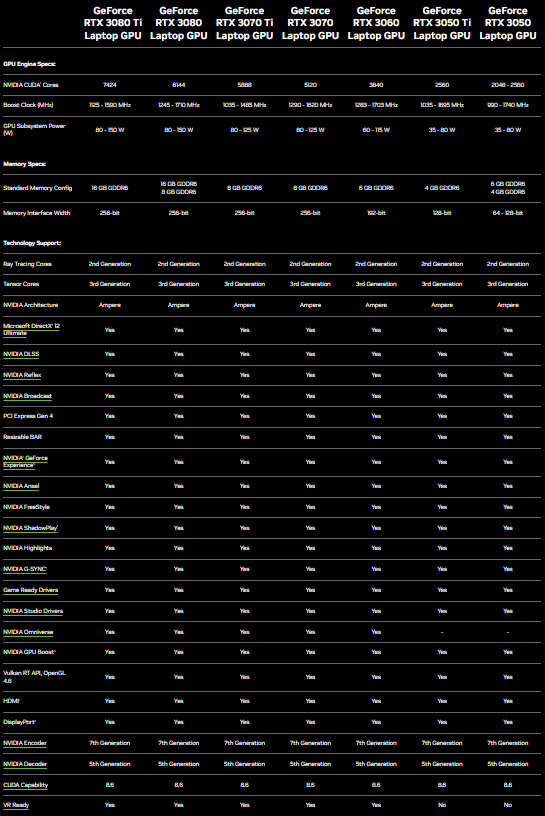 GeForce RTX 3080 Ti Laptop GPU GeForce RTX 3080 Laptop GPU GeForce RTX 3070 Ti Laptop GPU GeForce RTX 3070 Laptop GPU GeForce RTX 3060 Laptop GPU GeForce RTX 3050 Ti Laptop GPU GeForce RTX 3050 Laptop GPU
GPU Engine Specs:
NVIDIA CUDA® Cores 7424 6144 5888 5120 3840 2560 2048 - 2560
Boost Clock (MHz) 1125 - 1590 MHz 1245 - 1710 MHz 1035 - 1485 MHz 1290 - 1620 MHz 1283 - 1703 MHz 1035 - 1695 MHz 990 - 1740 MHz
GPU Subsystem Power (W) 80 - 150 W 80 - 150 W 80 - 125 W 80 - 125 W 60 - 115 W 35 - 80 W 35 - 80 W
Memory Specs:
Standard Memory Config 16 GB GDDR6 16 GB GDDR6 8 GB GDDR6 8 GB GDDR6 8 GB GDDR6 6 GB GDDR6 4 GB GDDR6 6 GB GDDR6 4 GB GDDR6
Memory Interface Width 256-bit 256-bit 256-bit 256-bit 192-bit 128-bit 64 - 128-bit
Technology Support:
Ray Tracing Cores 2nd Generation 2nd Generation 2nd Generation 2nd Generation 2nd Generation 2nd Generation 2nd Generation
Tensor Cores 3rd Generation 3rd Generation 3rd Generation 3rd Generation 3rd Generation 3rd Generation 3rd Generation
NVIDIA Architecture Ampere Ampere Ampere Ampere Ampere Ampere Ampere
Microsoft DirectX® 12 Ultimate Yes Yes Yes Yes Yes Yes Yes
NVIDIA DLSS Yes Yes Yes Yes Yes Yes Yes
NVIDIA Reflex Yes Yes Yes Yes Yes Yes Yes
NVIDIA Broadcast Yes Yes Yes Yes Yes Yes Yes
PCI Express Gen 4 Yes Yes Yes Yes Yes Yes Yes
Resizable BAR Yes Yes Yes Yes Yes Yes Yes
NVIDIA® GeForce Experience™ Yes Yes Yes Yes Yes Yes Yes
NVIDIA Ansel Yes Yes Yes Yes Yes Yes Yes
NVIDIA FreeStyle Yes Yes Yes Yes Yes Yes Yes
NVIDIA ShadowPlay Yes Yes Yes Yes Yes Yes Yes
NVIDIA Highlights Yes Yes Yes Yes Yes Yes Yes
NVIDIA G-SYNC® Yes Yes Yes Yes Yes Yes Yes
Game Ready Drivers Yes Yes Yes Yes Yes Yes Yes
NVIDIA Studio Drivers Yes Yes Yes Yes Yes Yes Yes
NVIDIA Omniverse Yes Yes Yes Yes Yes - -
NVIDIA GPU Boost™ Yes Yes Yes Yes Yes Yes Yes
Vulkan RT API, OpenGL 4.6 Yes Yes Yes Yes Yes Yes Yes
HDMI Yes Yes Yes Yes Yes Yes Yes
DisplayPort Yes Yes Yes Yes Yes Yes Yes
NVIDIA Encoder 7th Generation 7th Generation 7th Generation 7th Generation 7th Generation 7th Generation 7th Generation
NVIDIA Decoder 5th Generation 5th Generation 5th Generation 5th Generation 5th Generation 5th Generation 5th Generation
CUDA Capability 8.6 8.6 8.6 8.6 8.6 8.6 8.6
VR Ready Yes Yes Yes Yes Yes No No